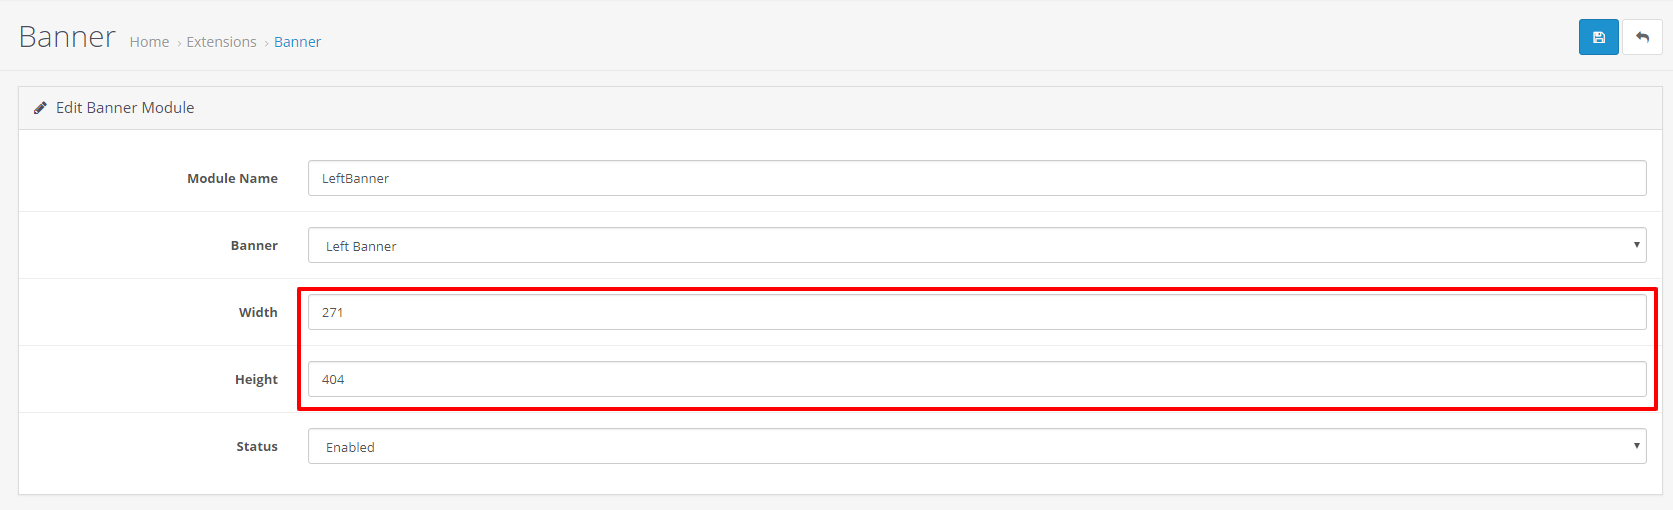 Banner Home › Extensions › Banner
Edit Banner Module
Module Name LeftBanner
Banner Left Banner
Width 271
Height 404
Status Enabled